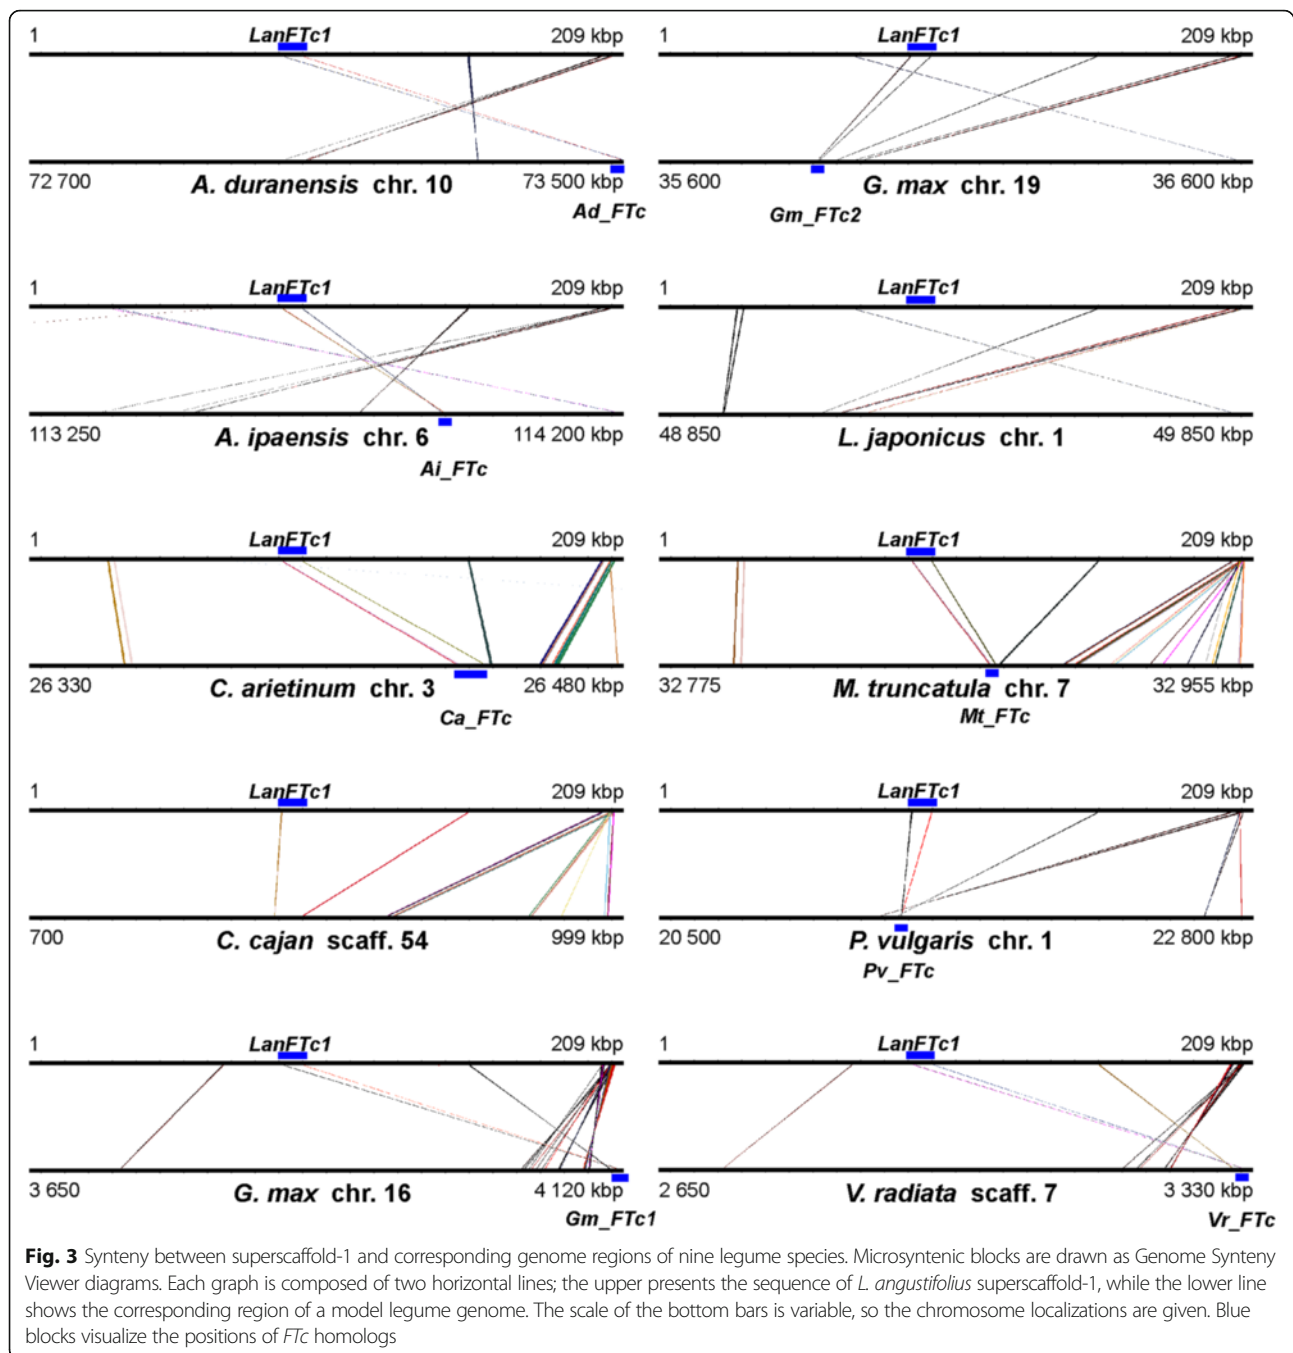 1 LanFTc1 209 kbp
72 700 A. duranensis chr. 10 73 500 kbp
Ad_FTc
1 LanFTc1 209 kbp
35 600 G. max chr. 19 36 600 kbp
Gm_FTc2
1 LanFTc1 209 kbp
113 250 A. ipaensis chr. 6 114 200 kbp
Ai_FTc
1 LanFTc1 209 kbp
48 850 L. japonicus chr. 1 49 850 kbp
1 LanFTc1 209 kbp
26 330 C. arietinum chr. 3 26 480 kbp
Ca_FTc
1 LanFTc1 209 kbp
32 775 M. truncatula chr. 7 32 955 kbp
Mt_FTc
1 LanFTc1 209 kbp
700 C. cajan scaff. 54 999 kbp
1 LanFTc1 209 kbp
20 500 P. vulgaris chr. 1 22 800 kbp
Pv_FTc
1 LanFTc1 209 kbp
3 650 G. max chr. 16 4 120 kbp
Gm_FTc1
1 LanFTc1 209 kbp
2 650 V. radiata scaff. 7 3 330 kbp
Vr_FTc
Fig. 3 Synteny between superscaffold-1 and corresponding genome regions of nine legume species. Microsyntenic blocks are drawn as Genome Synteny
Viewer diagrams. Each graph is composed of two horizontal lines; the upper presents the sequence of L. angustifolius superscaffold-1, while the lower line
shows the corresponding region of a model legume genome. The scale of the bottom bars is variable, so the chromosome localizations are given. Blue
blocks visualize the positions of FTc homologs